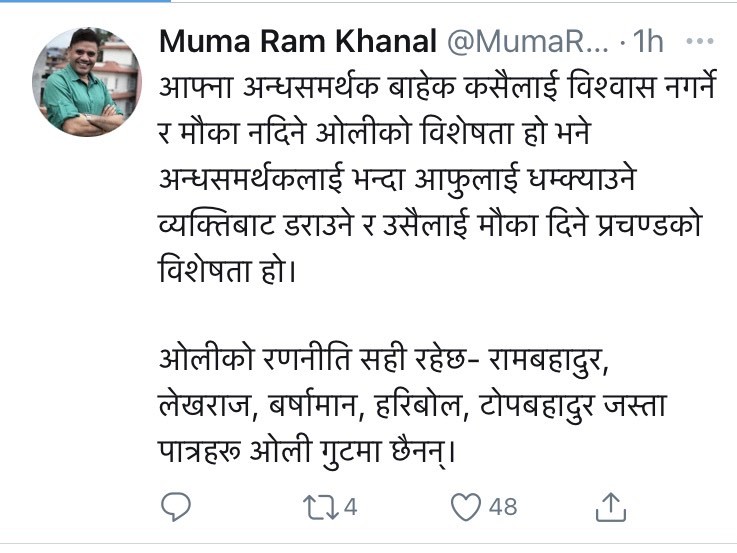 Muma Ram Khanal @MumaR... · 1h
आफ्ना अन्धसमर्थक बाहेक कसैलाई विश्वास नगर्ने
र मौका नदिने ओलीको विशेषता हो भने
अन्धसमर्थकलाई भन्दा आफुलाई धम्क्याउने
व्यक्तिबाट डराउने र उसैलाई मौका दिने प्रचण्डको
विशेषता हो।
ओलीको रणनीति सही रहेछ- रामबहादुर,
लेखराज, बर्षामान, हरिबोल, टोपबहादुर जस्ता
पात्रहरू ओली गुटमा छैनन्।
4 48